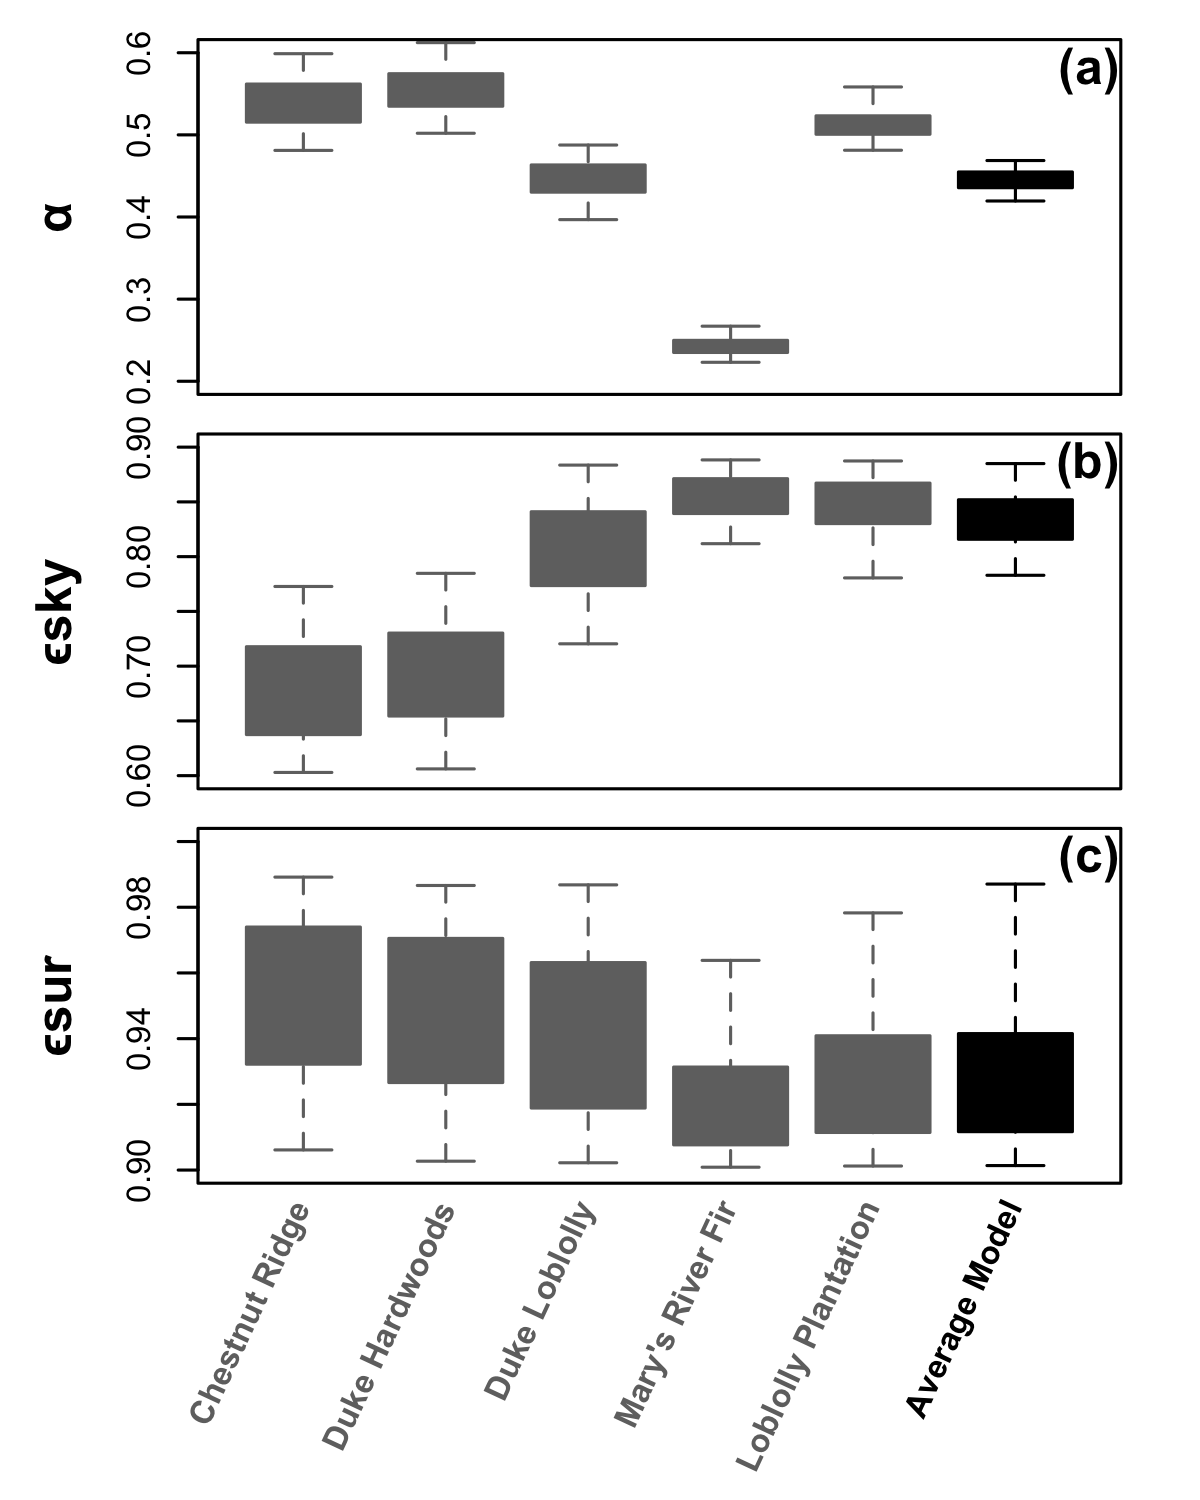 (a)
0.6
0.5
0.4
0.3
0.2
α
(b)
0.90
0.80
0.70
0.60
ϵsky
(c)
0.98
0.94
0.90
ϵsur
Chestnut Ridge
Duke Hardwoods
Duke Loblolly
Mary's River Fir
Loblolly Plantation
Average Model